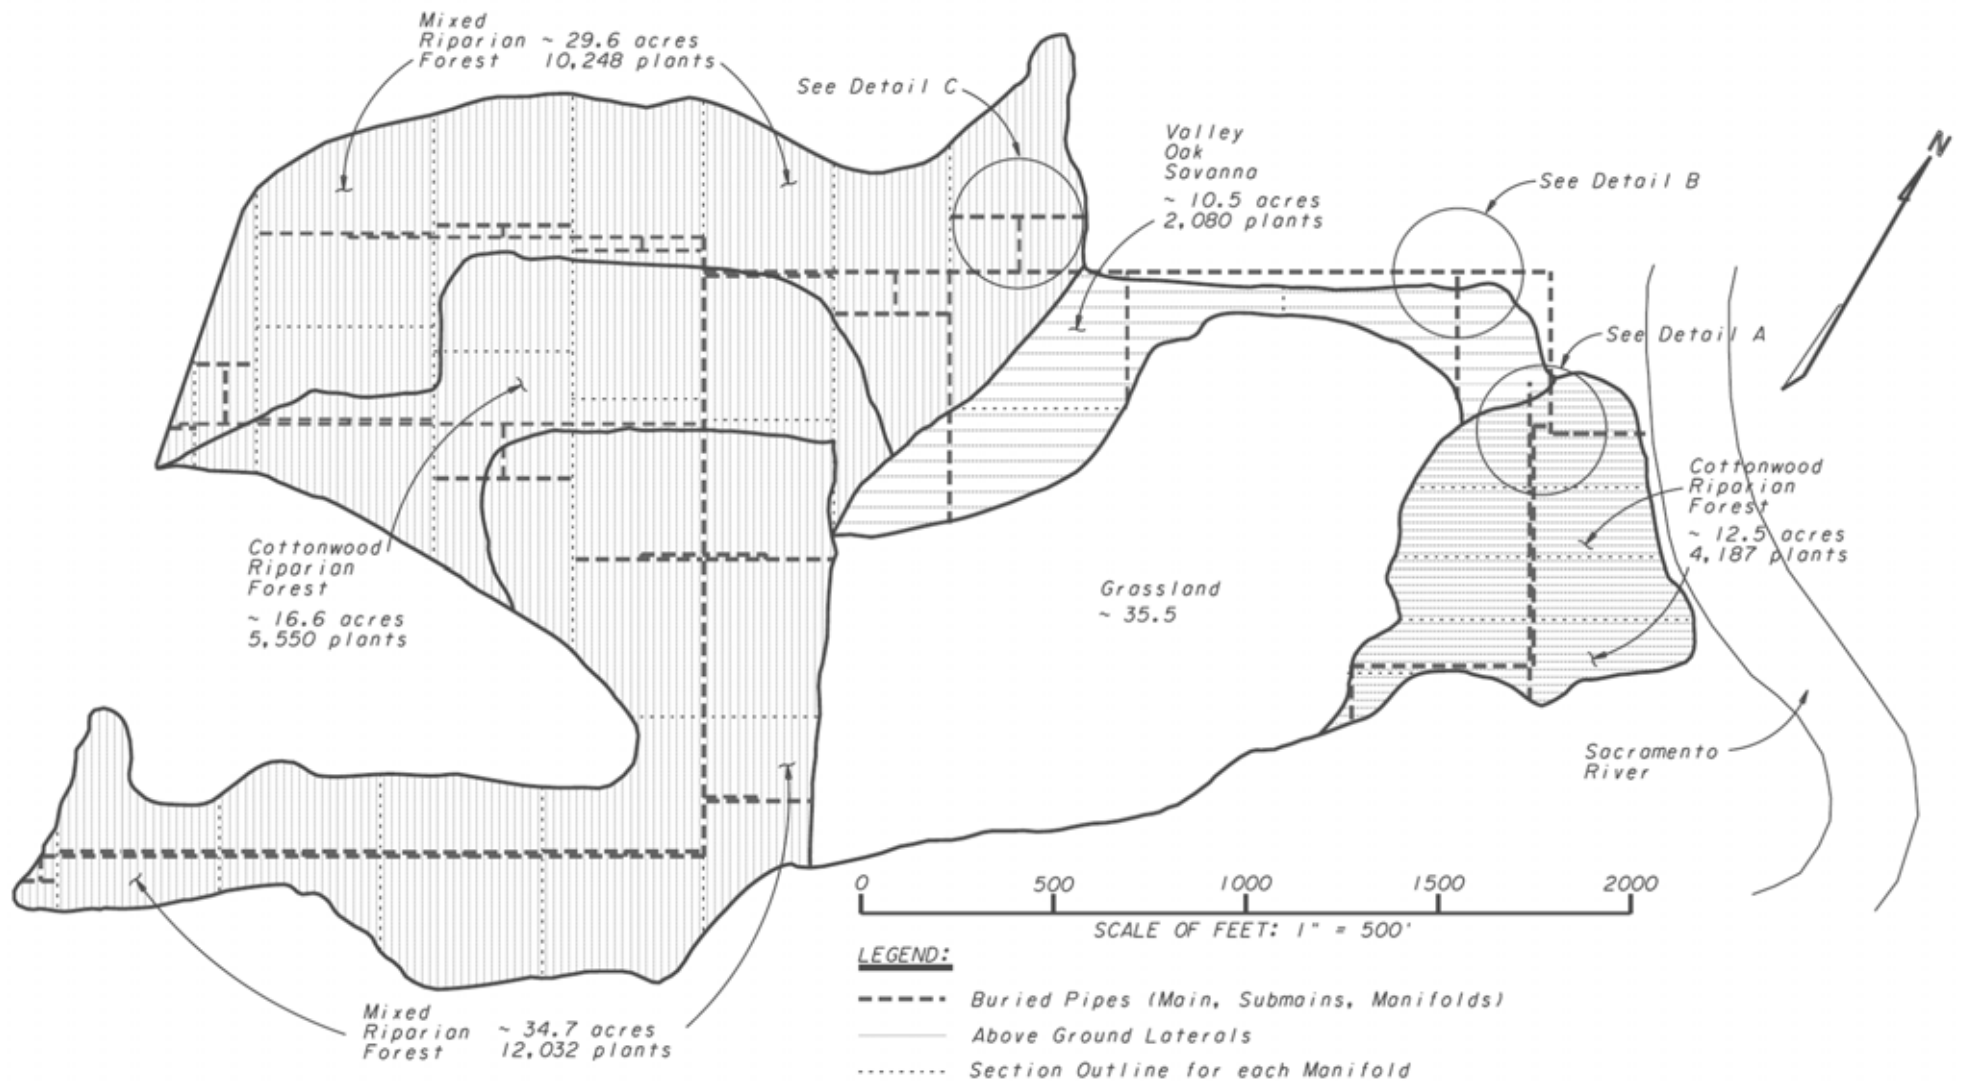 Mixed
Riparian ~ 29.6 acres
Forest 10,248 plants
See Detail C
Valley
Oak
Savanna
~ 10.5 acres
2,080 plants
See Detail B
N
See Detail A
Cottonwood
Riparian
Forest
~ 12.5 acres
4,187 plants
Cottonwood
Riparian
Forest
~ 16.6 acres
5,550 plants
Grassland
~ 35.5
Sacramento
River
Mixed
Riparian ~ 34.7 acres
Forest 12,032 plants
0 500 1000 1500 2000
SCALE OF FEET: 1" = 500'
LEGEND:
Buried Pipes (Main, Submains, Manifolds)
Above Ground Laterals
Section Outline for each Manifold